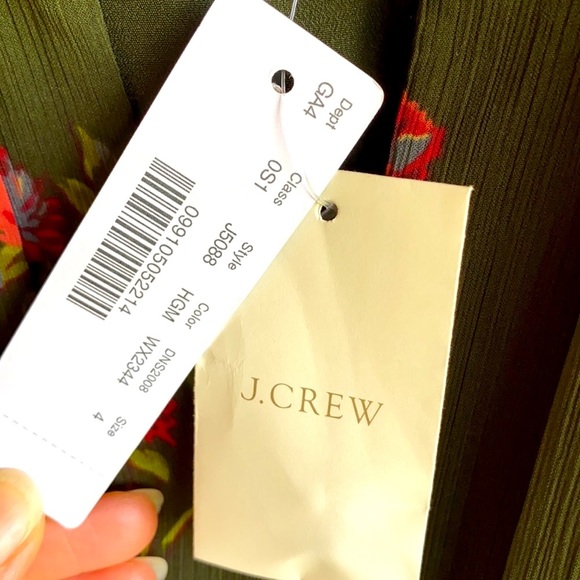 Dept Class Style Color DNS2008 Size
GA4 0S1 J5088 HGM WX2344 4
099105052214
J.CREW